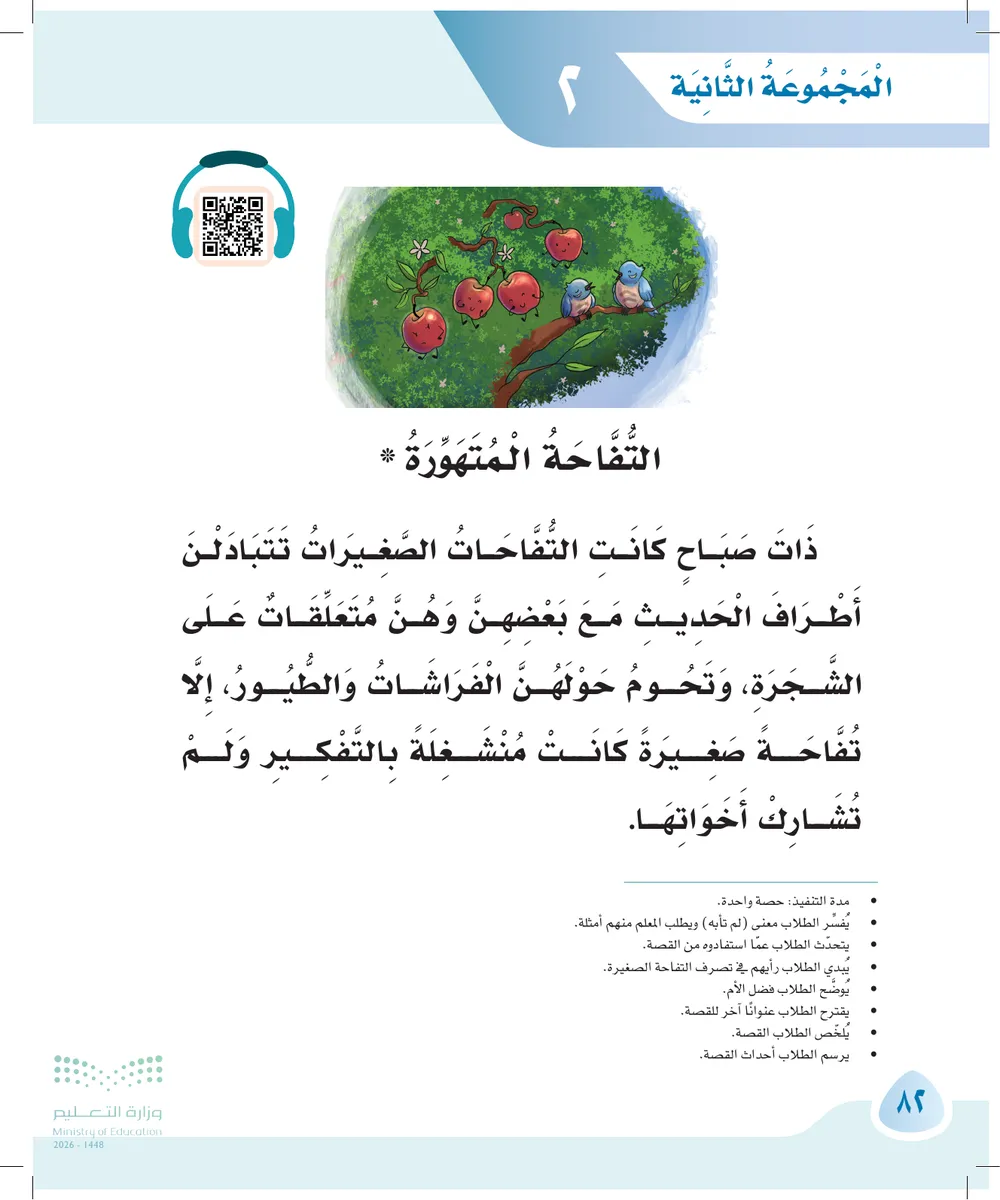 الْمَجْمُوعَةُ الثَّانِيَة
٢
التُّفَّاحَةُ الْمُتَهَوِّرَةُ *
ذَاتَ صَبَاحٍ كَانَتِ التُّفَّاحَاتُ الصَّغِيرَاتُ تَتَبَادَلْنَ
أَطْرَافَ الْحَدِيثِ مَعَ بَعْضِهِنَّ وَهُنَّ مُتَعَلِّقَاتٌ عَلَى
الشَّجَرَةِ، وَتَحُومُ حَوْلَهُنَّ الْفَرَاشَاتُ وَالطُّيُورُ، إِلَّا
تُفَّاحَةً صَغِيرَةً كَانَتْ مُنْشَغِلَةً بِالتَّفْكِيرِ وَلَمْ
تُشَارِكْ أَخَوَاتِهَا.
• مدة التنفيذ: حصة واحدة.
• يُفسِّر الطلاب معنى (لم تأبه) ويطلب المعلم منهم أمثلة.
• يتحدّث الطلاب عمّا استفادوه من القصة.
• يُبدي الطلاب رأيهم في تصرف التفاحة الصغيرة.
• يُوضَّح الطلاب فضل الأم.
• يقترح الطلاب عنوانًا آخر للقصة.
• يُلخّص الطلاب القصة.
• يرسم الطلاب أحداث القصة.
وزارة التعليم
Ministry of Education
2026 - 1448
٨٢